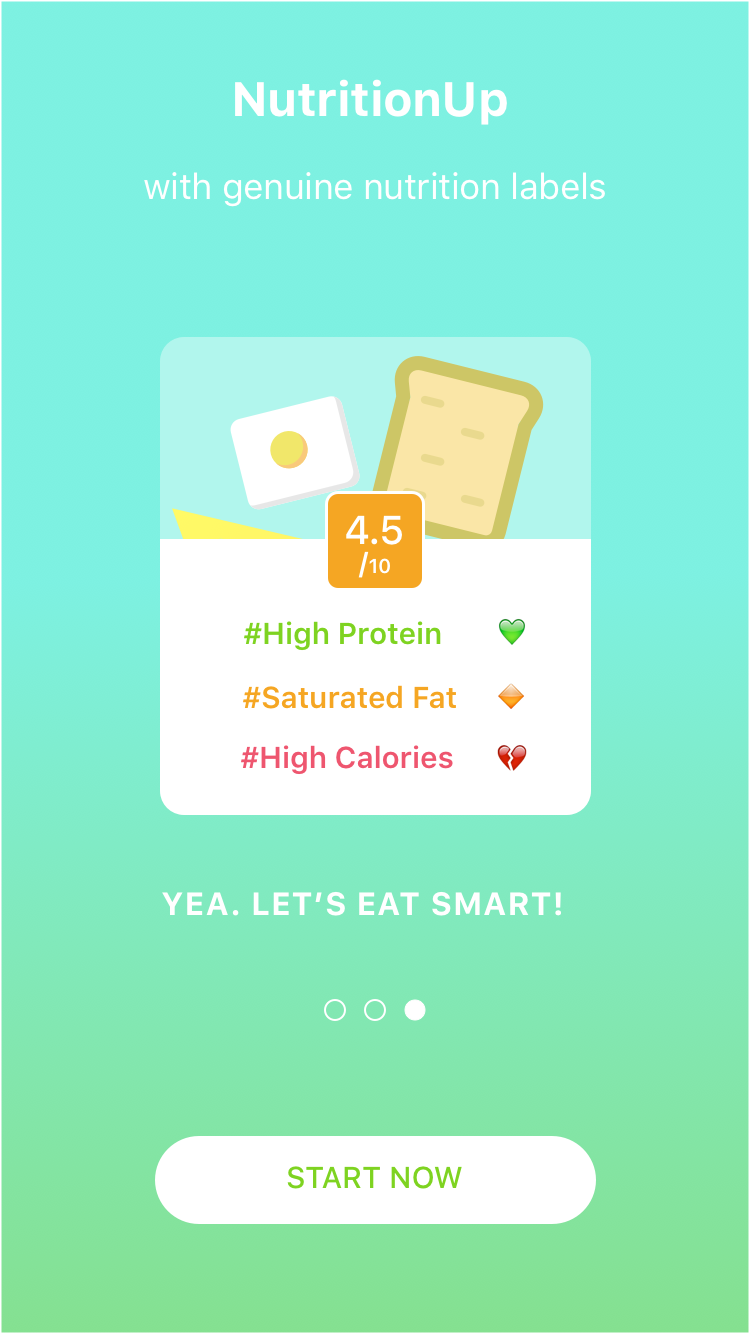 NutritionUp
with genuine nutrition labels
4.5
/10
#High Protein
#Saturated Fat
#High Calories
YEA. LET’S EAT SMART!
START NOW